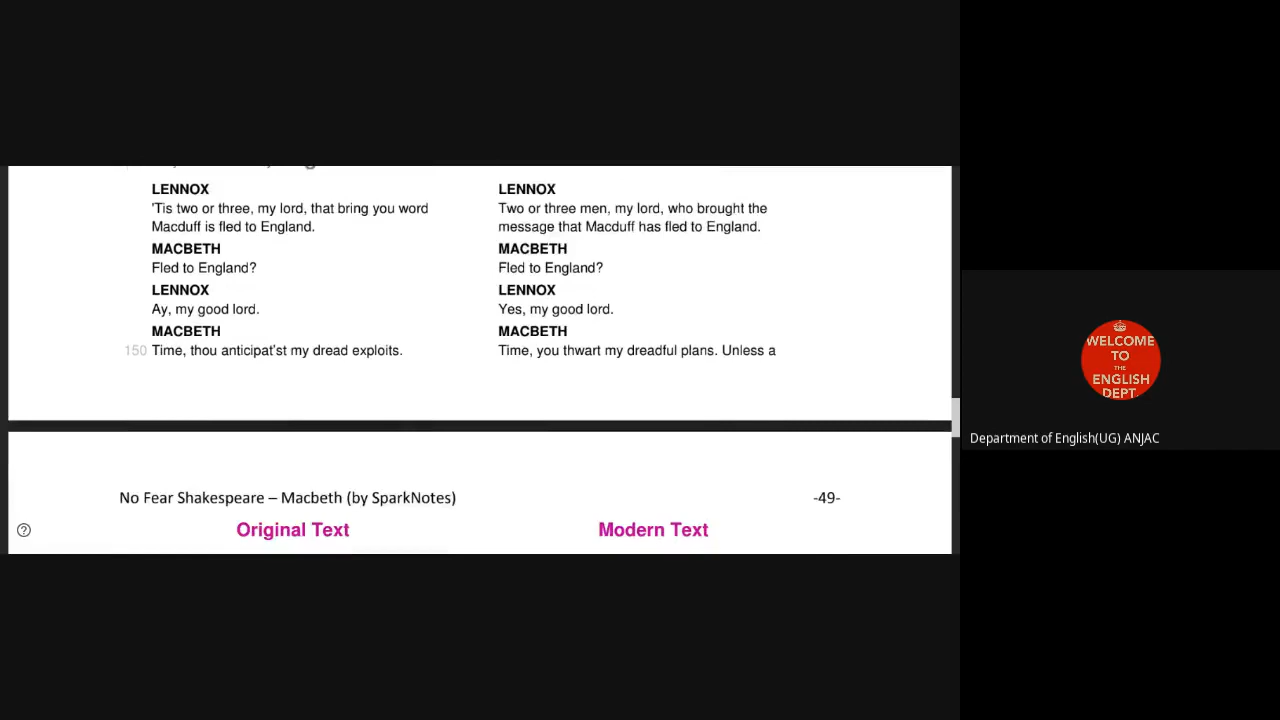 LENNOX
'Tis two or three, my lord, that bring you word
Macduff is fled to England.
MACBETH
Fled to England?
LENNOX
Ay, my good lord.
MACBETH
150 Time, thou anticipat'st my dread exploits.
LENNOX
Two or three men, my lord, who brought the
message that Macduff has fled to England.
MACBETH
Fled to England?
LENNOX
Yes, my good lord.
MACBETH
Time, you thwart my dreadful plans. Unless a
No Fear Shakespeare – Macbeth (by SparkNotes) -49-
Original Text Modern Text
WELCOME
TO
THE
ENGLISH
DEPT.
Department of English(UG) ANJAC